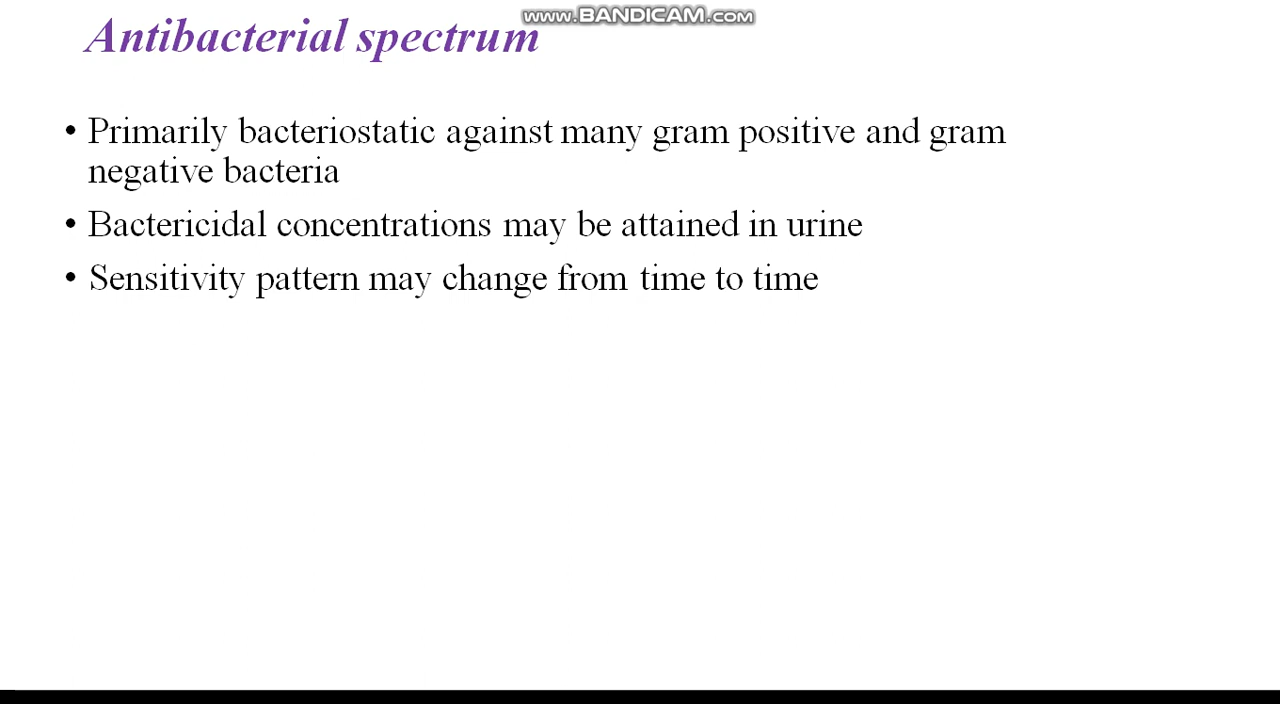 www.BANDICAM.com
Antibacterial spectrum
• Primarily bacteriostatic against many gram positive and gram
negative bacteria
• Bactericidal concentrations may be attained in urine
• Sensitivity pattern may change from time to time